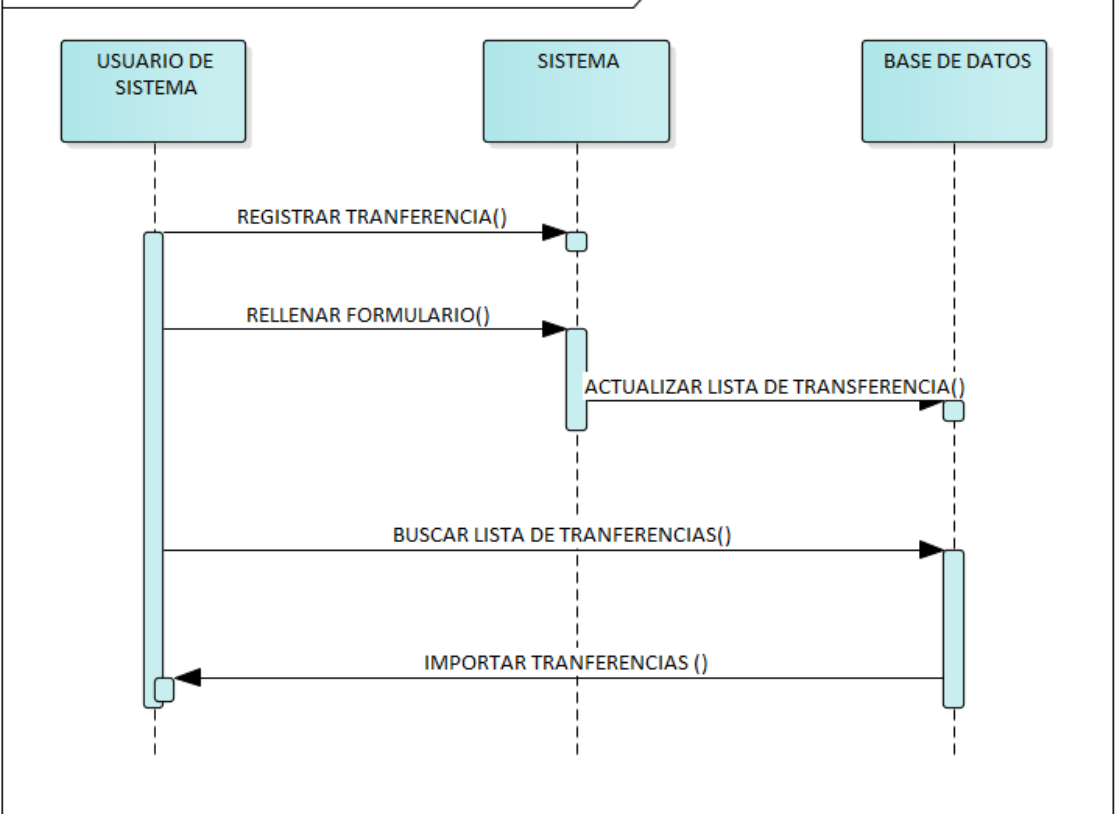 USUARIO DE
SISTEMA
SISTEMA
BASE DE DATOS
REGISTRAR TRANFERENCIA()
RELLENAR FORMULARIO()
ACTUALIZAR LISTA DE TRANSFERENCIA()
BUSCAR LISTA DE TRANFERENCIAS()
IMPORTAR TRANFERENCIAS ()